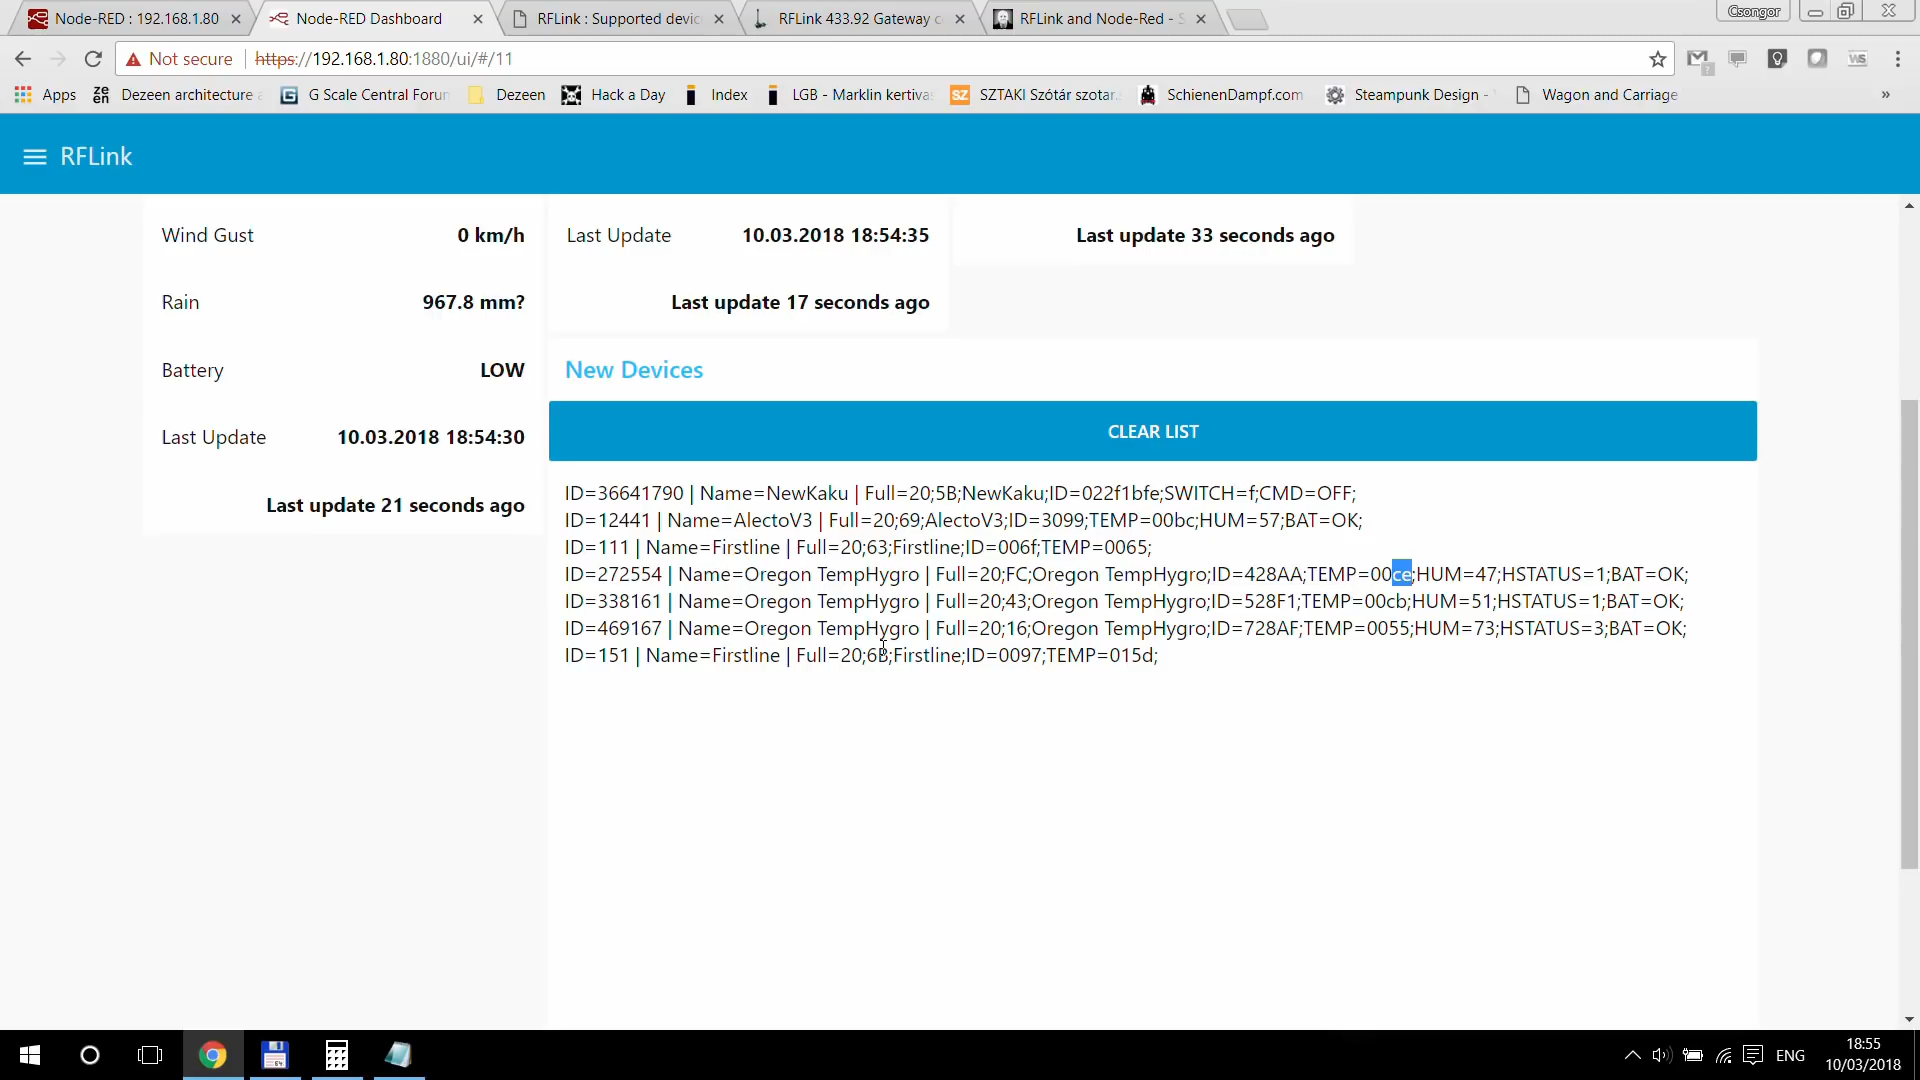 Node-RED : 192.168.1.80
Node-RED Dashboard
RFLink : Supported devic
RFLink 433.92 Gateway c
RFLink and Node-Red - S
Csongor
Not secure
https://192.168.1.80:1880/ui/#/11
Apps
Dezeen architecture
G Scale Central Forum
Dezeen
Hack a Day
Index
LGB - Marklin kertivas
SZTAKI Szótár szotar.
SchienenDampf.com
Steampunk Design -
Wagon and Carriage
»
RFLink
Wind Gust 0 km/h
Rain 967.8 mm?
Battery LOW
Last Update 10.03.2018 18:54:30
Last update 21 seconds ago
Last Update 10.03.2018 18:54:35
Last update 17 seconds ago
Last update 33 seconds ago
New Devices
CLEAR LIST
ID=36641790 | Name=NewKaku | Full=20;5B;NewKaku;ID=022f1bfe;SWITCH=f;CMD=OFF;
ID=12441 | Name=AlectoV3 | Full=20;69;AlectoV3;ID=3099;TEMP=00bc;HUM=57;BAT=OK;
ID=111 | Name=Firstline | Full=20;63;Firstline;ID=006f;TEMP=0065;
ID=272554 | Name=Oregon TempHygro | Full=20;FC;Oregon TempHygro;ID=428AA;TEMP=00ce;HUM=47;HSTATUS=1;BAT=OK;
ID=338161 | Name=Oregon TempHygro | Full=20;43;Oregon TempHygro;ID=528F1;TEMP=00cb;HUM=51;HSTATUS=1;BAT=OK;
ID=469167 | Name=Oregon TempHygro | Full=20;16;Oregon TempHygro;ID=728AF;TEMP=0055;HUM=73;HSTATUS=3;BAT=OK;
ID=151 | Name=Firstline | Full=20;6B;Firstline;ID=0097;TEMP=015d;
ENG
18:55
10/03/2018